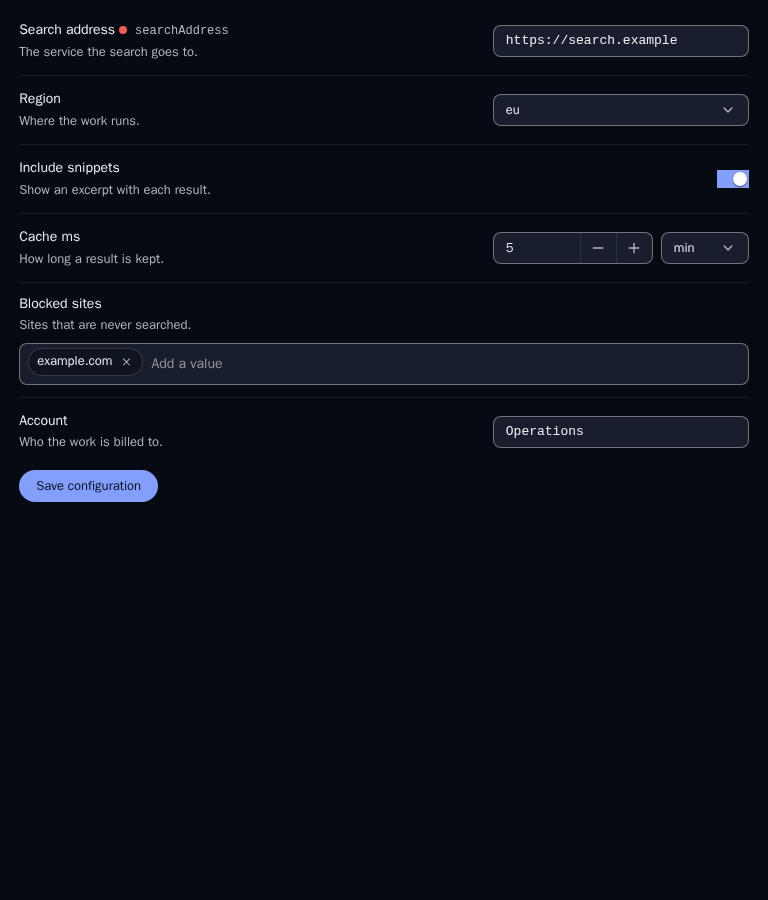 Search address searchAddress
The service the search goes to.
https://search.example
Region
Where the work runs.
eu
Include snippets
Show an excerpt with each result.
Cache ms
How long a result is kept.
5
min
Blocked sites
Sites that are never searched.
example.com
Add a value
Account
Who the work is billed to.
Operations
Save configuration